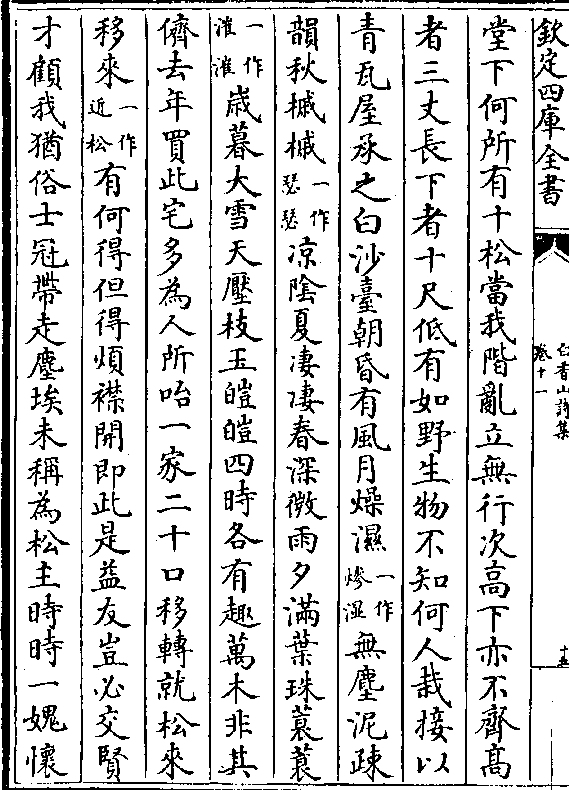 欽定四庫全書
白香山詩集
卷十一
十五
堂下何所有十松當我階亂立無行次高下亦不齊高
者三丈長下者十尺低有如野生物不知何人栽接以
青瓦屋承之白沙臺朝昏有風月燥濕一作燥湿無塵泥疎
韻秋槭槭一作瑟瑟凉陰夏凄凄春深微雨夕滿葉珠蓑蓑
一作漼漼歲暮大雪天壓枝玉皚皚四時各有趣萬木非其
儕去年買此宅多為人所咍一家二十口移轉就松來
移來一作近松有何得但得煩襟開即此是益友豈必交賢
才顧我猶俗士冠帶走塵埃未稱為松主時時一媿懷